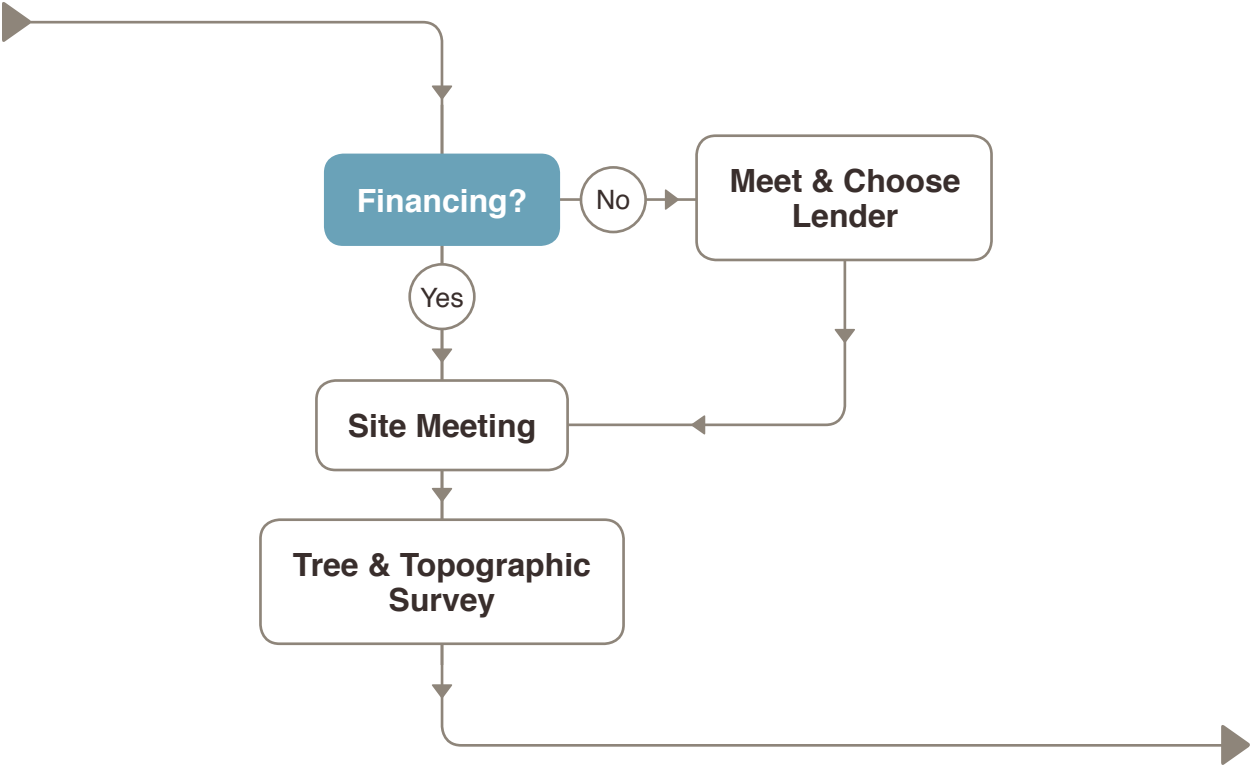 Financing?
No
Meet & Choose
Lender
Yes
Site Meeting
Tree & Topographic
Survey